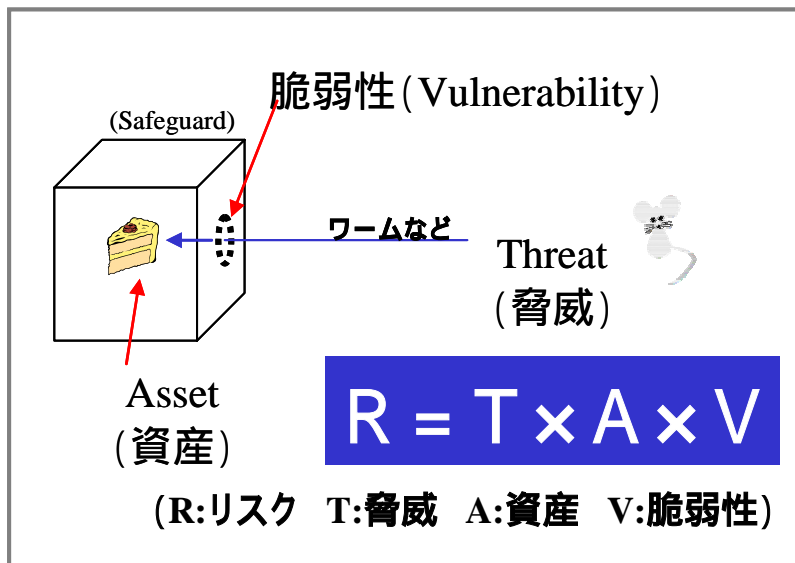 脆弱性(Vulnerability)
(Safeguard)
ワームなど
Threat
(脅威)
Asset
(資産)
R = T × A × V
(R:リスク T:脅威 A:資産 V:脆弱性)